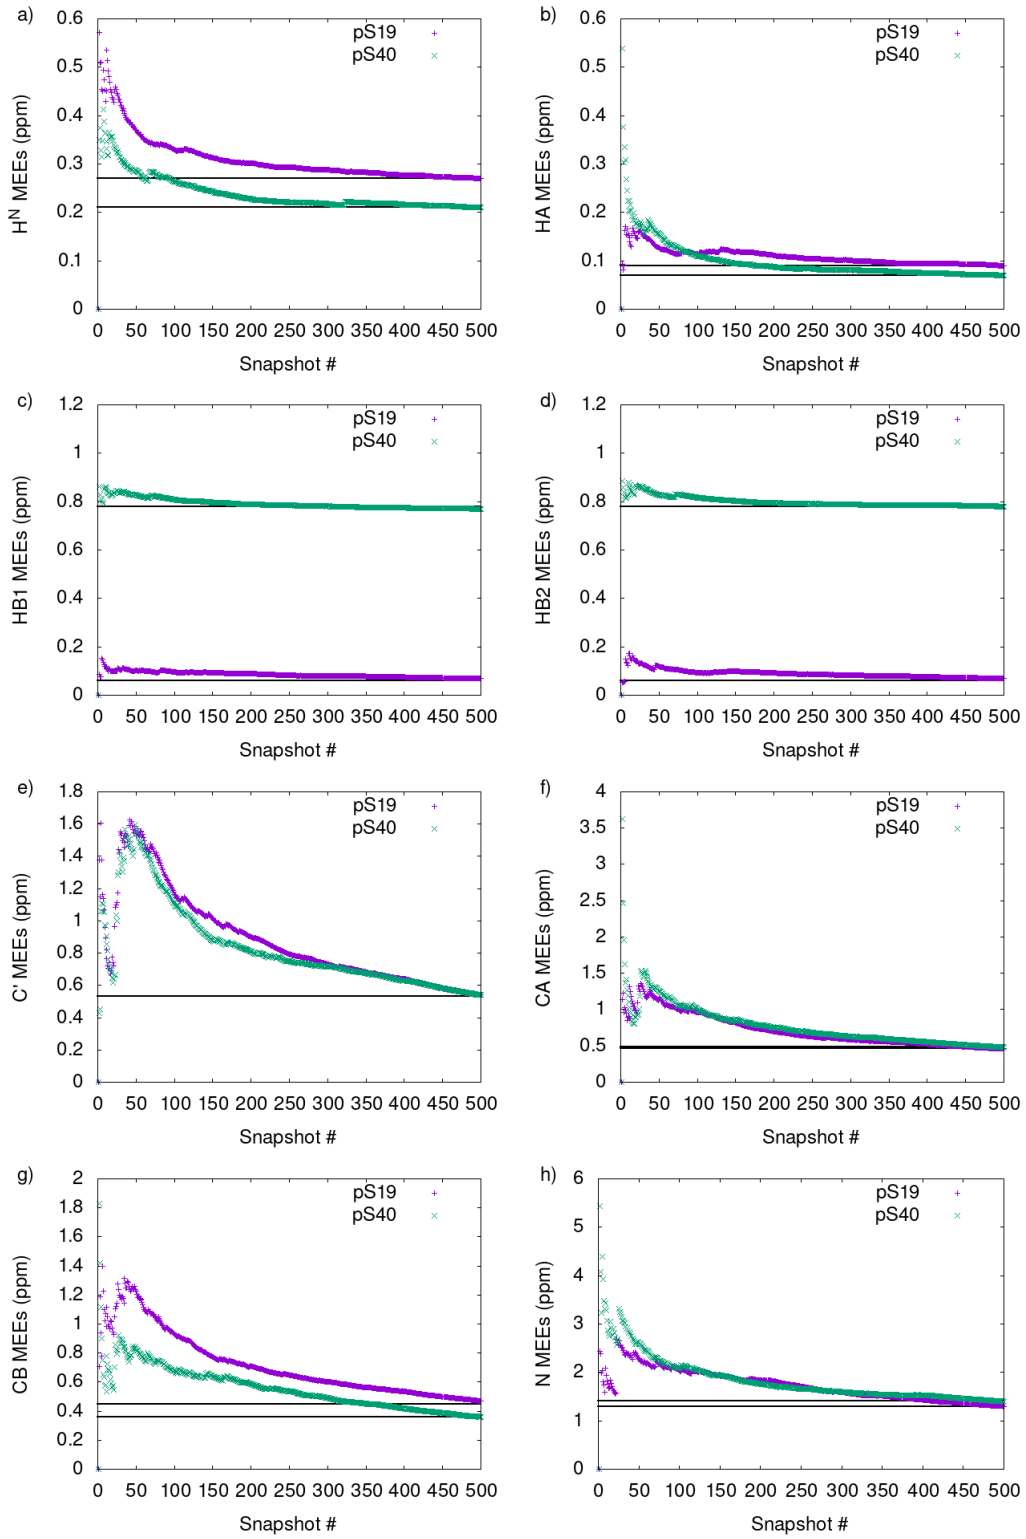 a)
H^N MEEs (ppm)
0.6
0.5
0.4
0.3
0.2
0.1
0
pS19
pS40
0 50 100 150 200 250 300 350 400 450 500
Snapshot #
b)
HA MEEs (ppm)
0.6
0.5
0.4
0.3
0.2
0.1
0
pS19
pS40
0 50 100 150 200 250 300 350 400 450 500
Snapshot #
c)
HB1 MEEs (ppm)
1.2
1
0.8
0.6
0.4
0.2
0
pS19
pS40
0 50 100 150 200 250 300 350 400 450 500
Snapshot #
d)
HB2 MEEs (ppm)
1.2
1
0.8
0.6
0.4
0.2
0
pS19
pS40
0 50 100 150 200 250 300 350 400 450 500
Snapshot #
e)
C' MEEs (ppm)
1.8
1.6
1.4
1.2
1
0.8
0.6
0.4
0.2
0
pS19
pS40
0 50 100 150 200 250 300 350 400 450 500
Snapshot #
f)
CA MEEs (ppm)
4
3.5
3
2.5
2
1.5
1
0.5
0
pS19
pS40
0 50 100 150 200 250 300 350 400 450 500
Snapshot #
g)
CB MEEs (ppm)
2
1.8
1.6
1.4
1.2
1
0.8
0.6
0.4
0.2
0
pS19
pS40
0 50 100 150 200 250 300 350 400 450 500
Snapshot #
h)
N MEEs (ppm)
6
5
4
3
2
1
0
pS19
pS40
0 50 100 150 200 250 300 350 400 450 500
Snapshot #